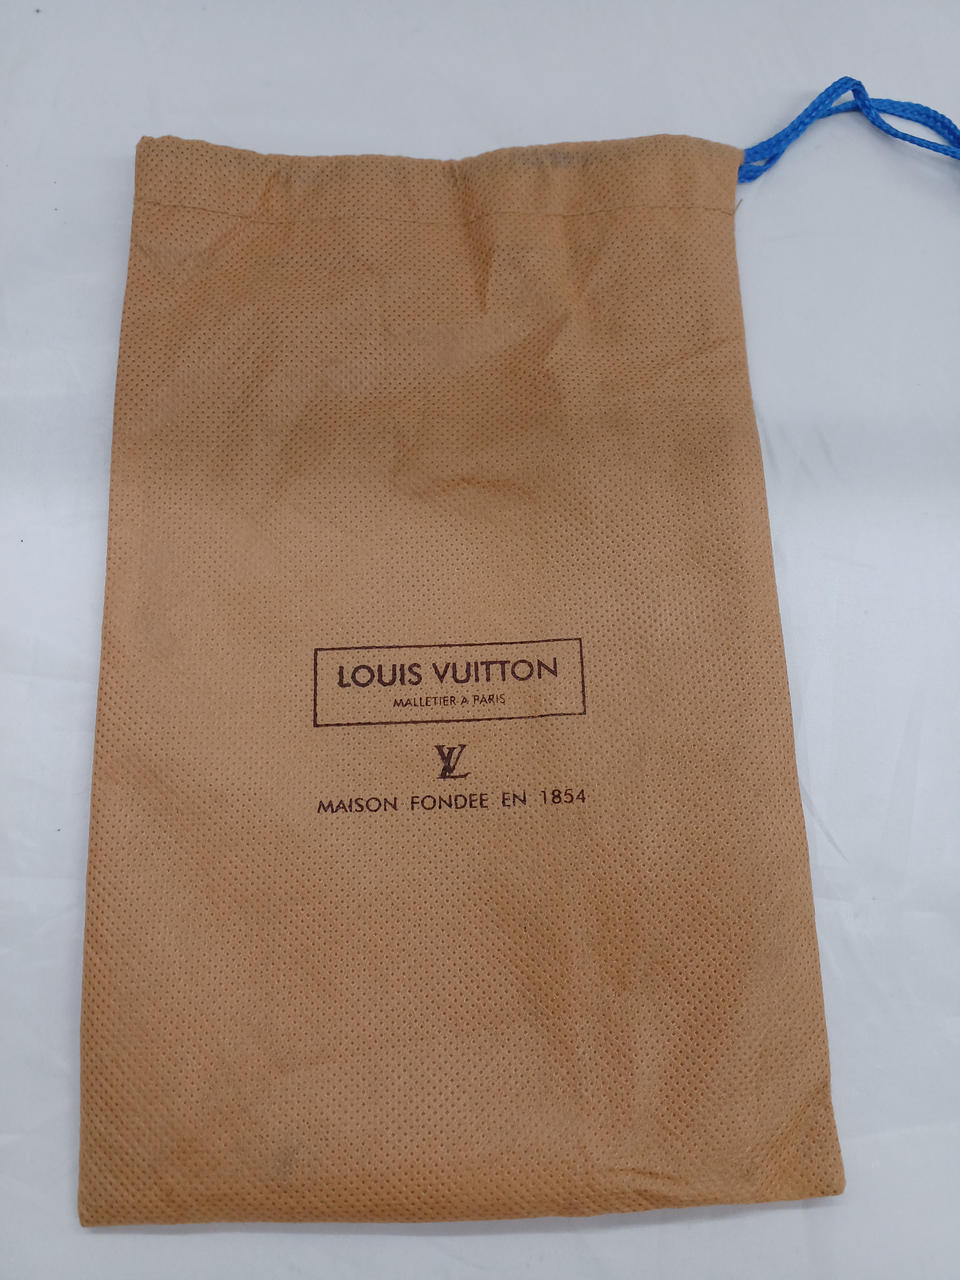 LOUIS VUITTON
MALLETIER A PARIS
LV
MAISON FONDEE EN 1854